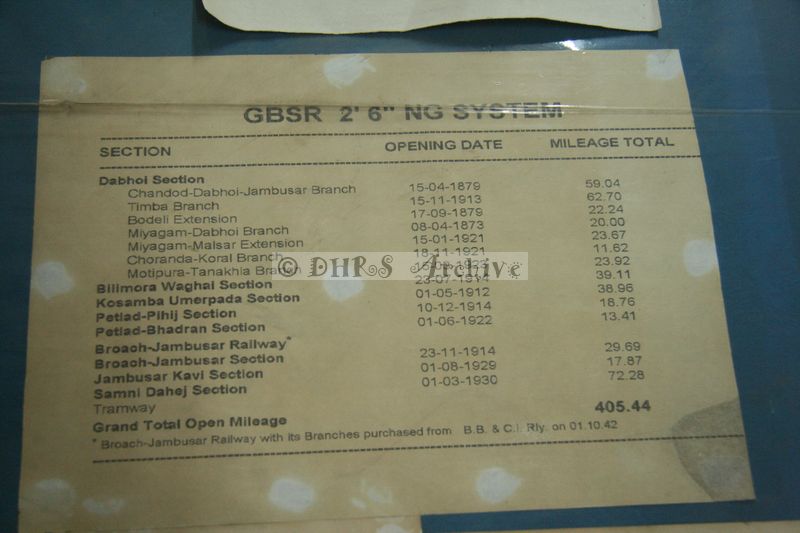 GBSR 2' 6" NG SYSTEM
SECTION OPENING DATE MILEAGE TOTAL
Dabhoi Section
Chandod-Dabhoi-Jambusar Branch 15-04-1879 59.04
Timba Branch 15-11-1913 62.70
Bodeli Extension 17-09-1879 22.24
Miyagam-Dabhoi Branch 08-04-1873 20.00
Miyagam-Malsar Extension 15-01-1921 23.67
Choranda-Koral Branch 18-11-1921 11.62
Motipura-Tanakhla Branch 23.92
Bilimora Waghai Section 23-07-1914 39.11
Kosamba Umerpada Section 01-05-1912 38.96
Petlad-Pihij Section 10-12-1914 18.76
Petlad-Bhadran Section 01-06-1922 13.41
Broach-Jambusar Railway*
Broach-Jambusar Section 23-11-1914 29.69
Jambusar Kavi Section 01-08-1929 17.87
Samni Dahej Section 01-03-1930 72.28
Tramway
Grand Total Open Mileage 405.44
* Broach-Jambusar Railway with its Branches purchased from B.B. & C.I. Rly. on 01.10.42
© DHRS Archive